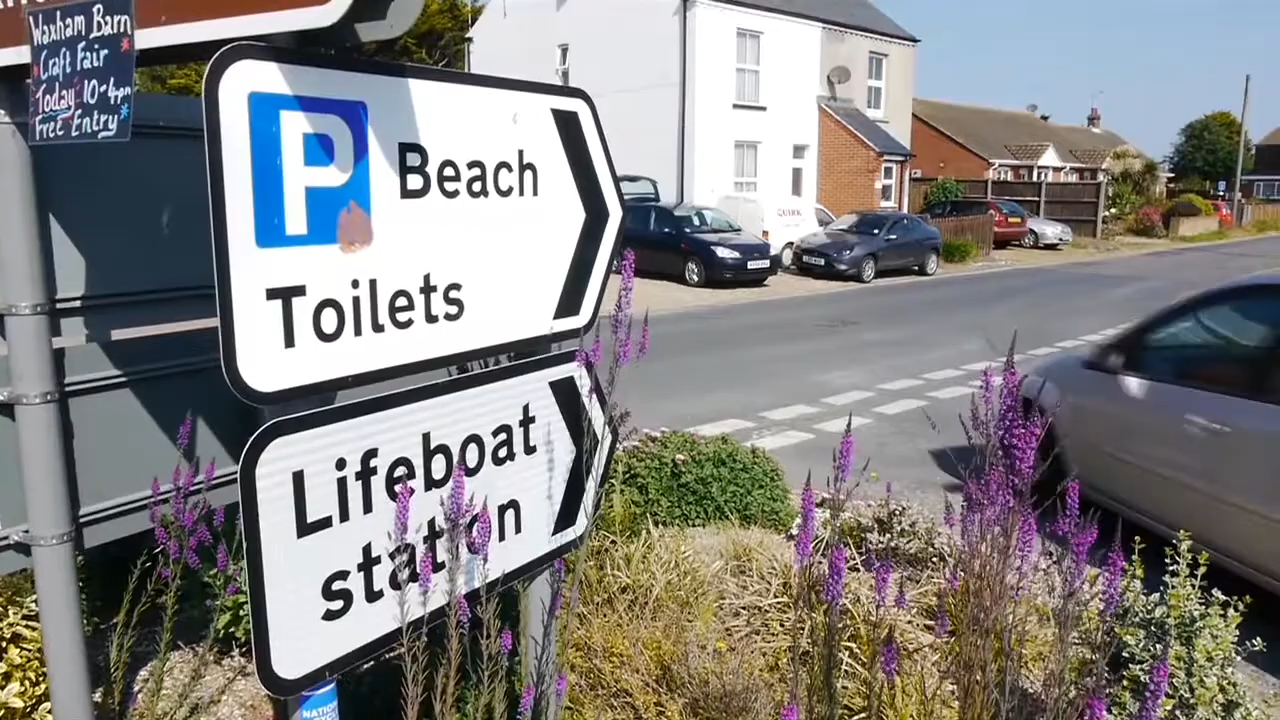 Waxham Barn
Craft Fair
Today 10-4pm
Free Entry
P Beach
Toilets
Lifeboat
station
QUIRK